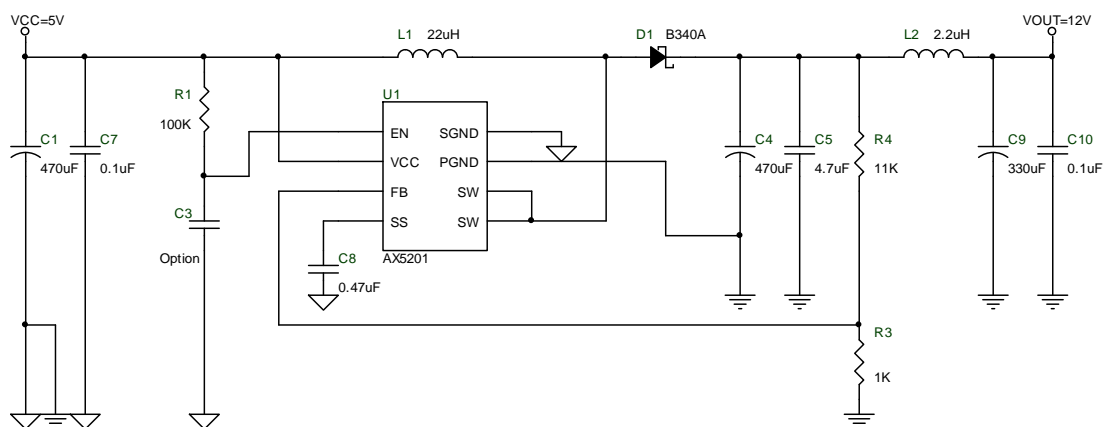 VCC=5V
VOUT=12V
L1 22uH
D1 B340A
L2 2.2uH
R1
100K
U1
EN
VCC
FB
SS
SGND
PGND
SW
SW
AX5201
C1
470uF
C7
0.1uF
C3
Option
C8
0.47uF
C4
470uF
C5
4.7uF
R4
11K
C9
330uF
C10
0.1uF
R3
1K